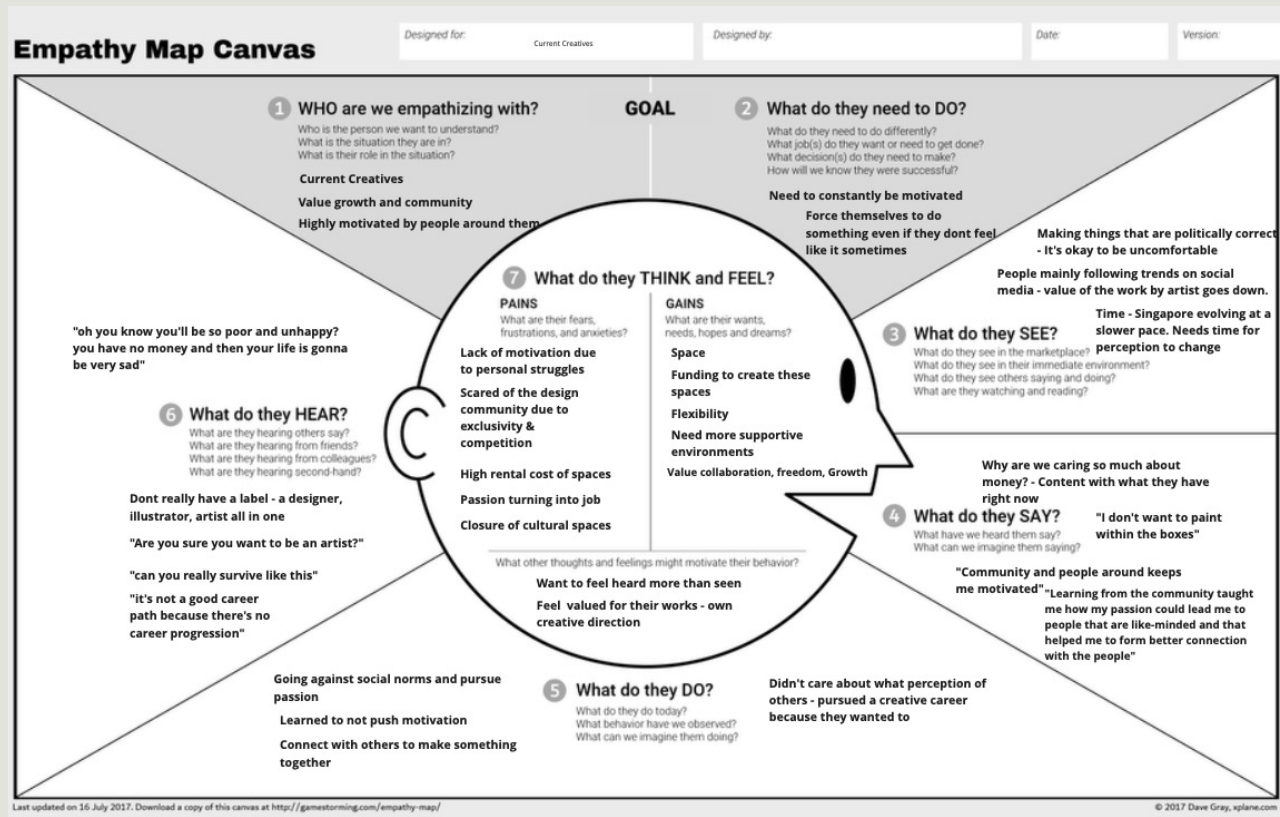 Empathy Map Canvas
Designed for:
Current Creatives
Designed by:
Date:
Version:
1 WHO are we empathizing with?
Who is the person we want to understand?
What is the situation they are in?
What is their role in the situation?
Current Creatives
Value growth and community
Highly motivated by people around them
GOAL
2 What do they need to DO?
What do they need to do differently?
What job(s) do they want or need to get done?
What decision(s) do they need to make?
How will we know they were successful?
Need to constantly be motivated
Force themselves to do
something even if they dont feel
like it sometimes
Making things that are politically correct
- It's okay to be uncomfortable
People mainly following trends on social
media - value of the work by artist goes down.
Time - Singapore evolving at a
slower pace. Needs time for
perception to change
3 What do they SEE?
What do they see in the marketplace?
What do they see in their immediate environment?
What do they see others saying and doing?
What are they watching and reading?
Why are we caring so much about
money? - Content with what they have
right now
4 What do they SAY?
What have we heard them say?
What can we imagine them saying?
"I don't want to paint
within the boxes"
"Community and people around keeps
me motivated"
"Learning from the community taught
me how my passion could lead me to
people that are like-minded and that
helped me to form better connection
with the people"
5 What do they DO?
What do they do today?
What behavior have we observed?
What can we imagine them doing?
Going against social norms and pursue
passion
Learned to not push motivation
Connect with others to make something
together
Didn't care about what perception of
others - pursued a creative career
because they wanted to
"oh you know you'll be so poor and unhappy?
you have no money and then your life is gonna
be very sad"
6 What do they HEAR?
What are they hearing others say?
What are they hearing from friends?
What are they hearing from colleagues?
What are they hearing second-hand?
Dont really have a label - a designer,
illustrator, artist all in one
"Are you sure you want to be an artist?"
"can you really survive like this"
"it's not a good career
path because there's no
career progression"
7 What do they THINK and FEEL?
PAINS
What are their fears,
frustrations, and anxieties?
Lack of motivation due
to personal struggles
Scared of the design
community due to
exclusivity &
competition
High rental cost of spaces
Passion turning into job
Closure of cultural spaces
GAINS
What are their wants,
needs, hopes and dreams?
Space
Funding to create these
spaces
Flexibility
Need more supportive
environments
Value collaboration, freedom, Growth
What other thoughts and feelings might motivate their behavior?
Want to feel heard more than seen
Feel valued for their works - own
creative direction
Last updated on 16 July 2017. Download a copy of this canvas at http://gamestorming.com/empathy-map/
© 2017 Dave Gray, xplane.com